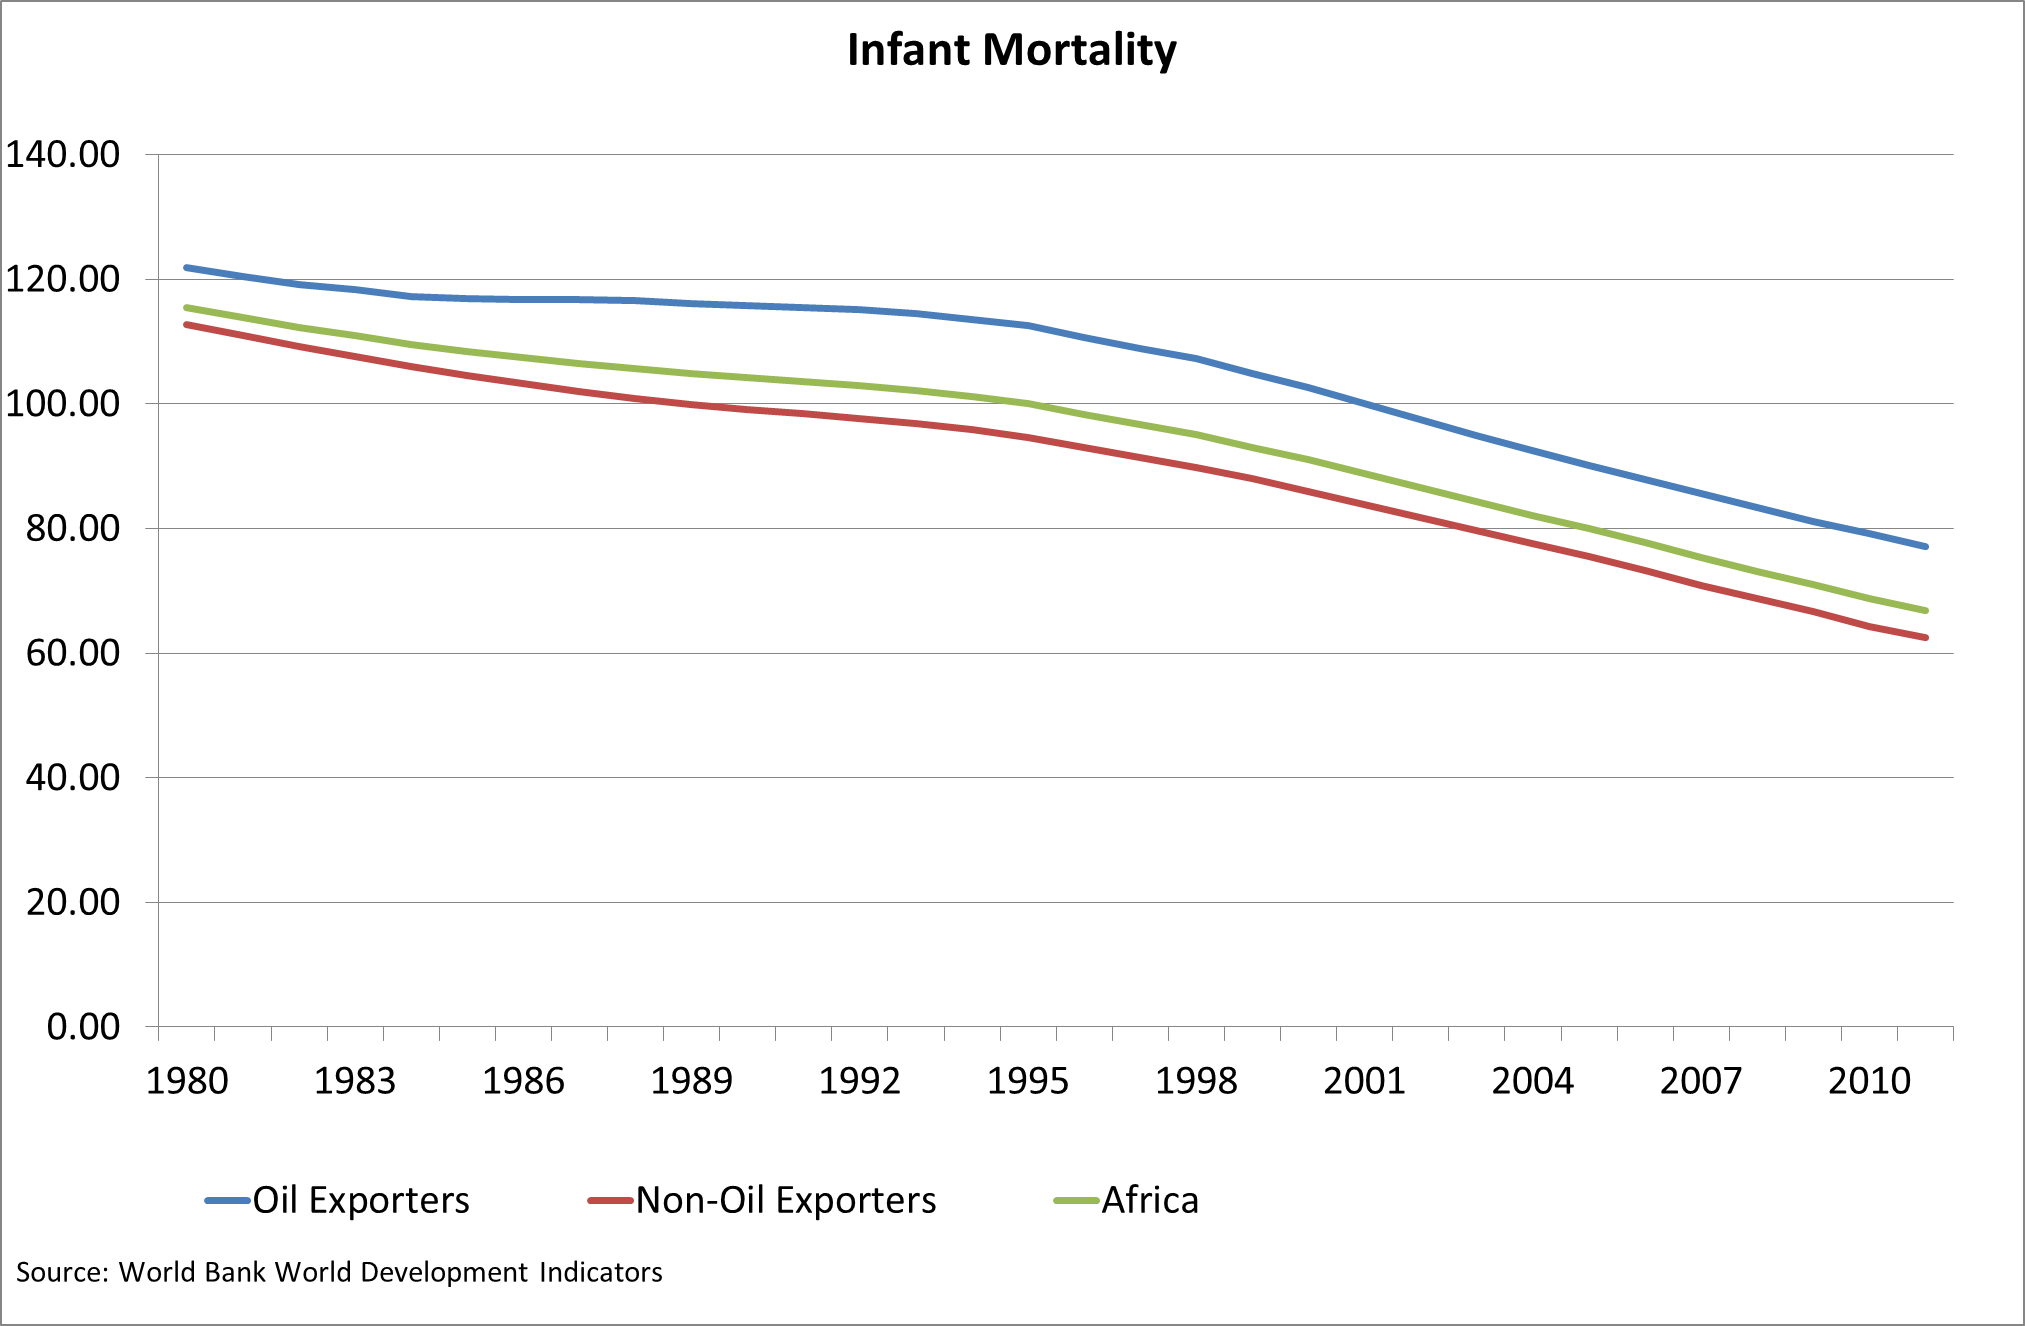 Infant Mortality
140.00
120.00
100.00
80.00
60.00
40.00
20.00
0.00
1980 1983 1986 1989 1992 1995 1998 2001 2004 2007 2010
Oil Exporters Non-Oil Exporters Africa
Source: World Bank World Development Indicators